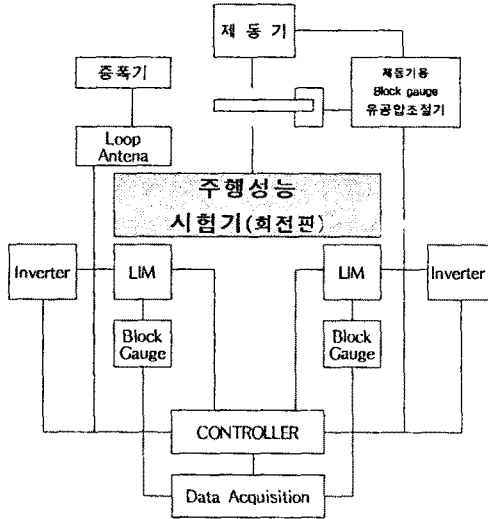 제 동 기
증폭기
제동기용
Block gauge
유공압조절기
Loop
Antena
주행성능
시험기(회전판)
Inverter
LIM
LIM
Inverter
Block
Gauge
Block
Gauge
CONTROLLER
Data Acquisition